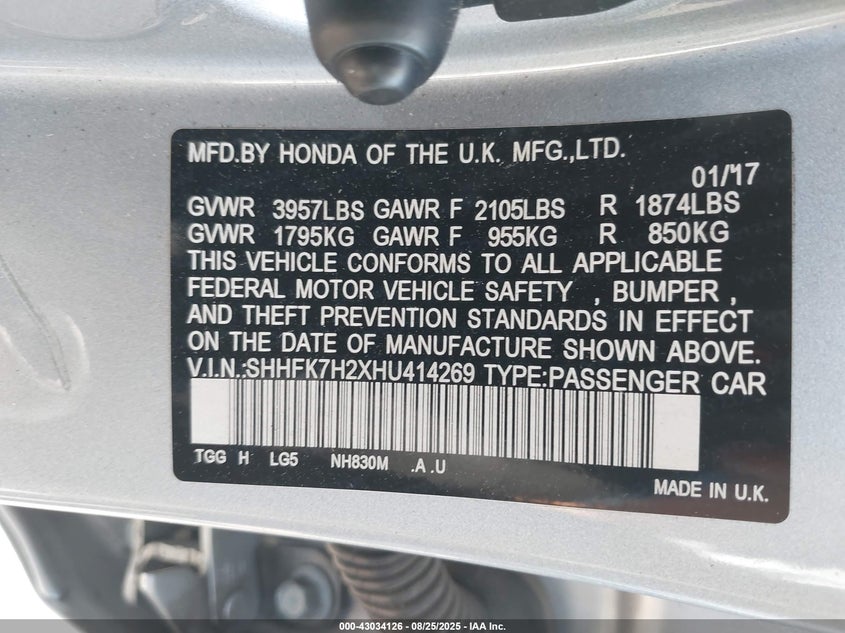 MFD.BY HONDA OF THE U.K. MFG.,LTD.
01/17
GVWR 3957LBS GAWR F 2105LBS R 1874LBS
GVWR 1795KG GAWR F 955KG R 850KG
THIS VEHICLE CONFORMS TO ALL APPLICABLE
FEDERAL MOTOR VEHICLE SAFETY , BUMPER ,
AND THEFT PREVENTION STANDARDS IN EFFECT
ON THE DATE OF MANUFACTURE SHOWN ABOVE.
V.I.N.:SHHFK7H2XHU414269 TYPE:PASSENGER CAR
TGG H LG5 NH830M .A .U
MADE IN U.K.
000-43034126 - 08/25/2025 - IAA Inc.